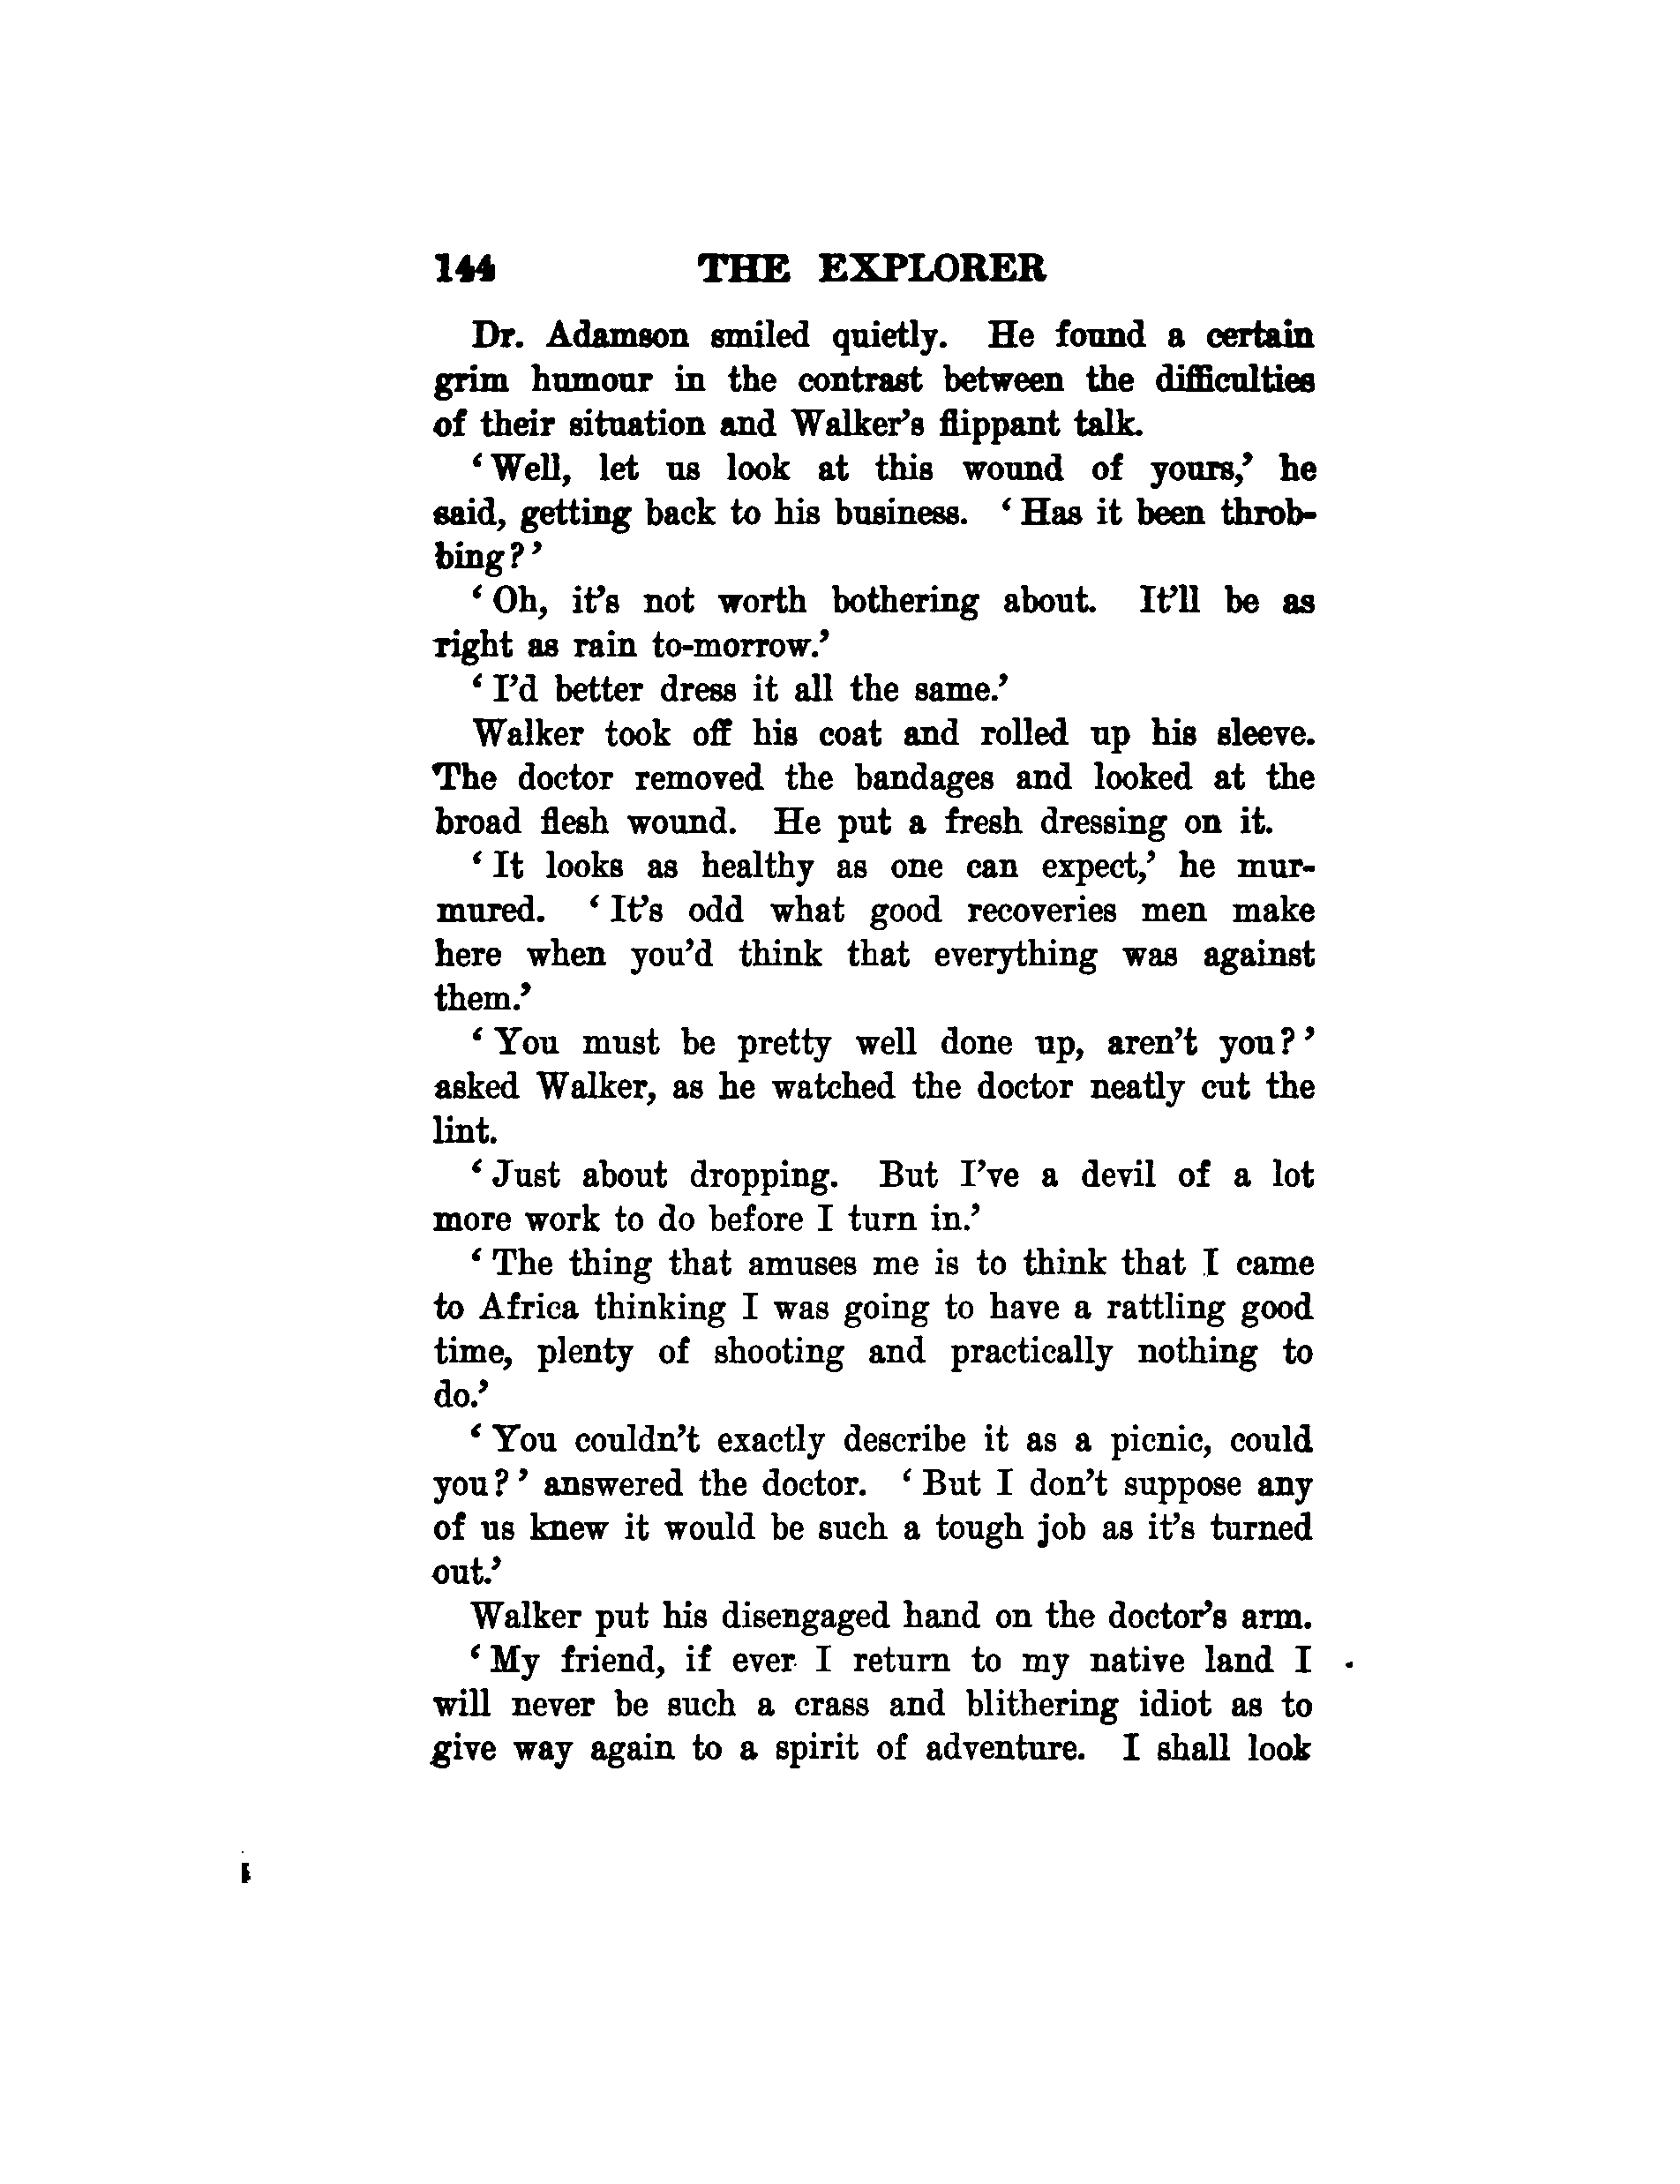 144 THE EXPLORER
Dr. Adamson smiled quietly. He found a certain
grim humour in the contrast between the difficulties
of their situation and Walker's flippant talk.
‘Well, let us look at this wound of yours,’ he
said, getting back to his business. ‘Has it been throb-
bing?’
‘Oh, it's not worth bothering about. It'll be as
right as rain to-morrow.’
‘I'd better dress it all the same.’
Walker took off his coat and rolled up his sleeve.
The doctor removed the bandages and looked at the
broad flesh wound. He put a fresh dressing on it.
‘It looks as healthy as one can expect,’ he mur-
mured. ‘It's odd what good recoveries men make
here when you'd think that everything was against
them.’
‘You must be pretty well done up, aren't you?’
asked Walker, as he watched the doctor neatly cut the
lint.
‘Just about dropping. But I've a devil of a lot
more work to do before I turn in.’
‘The thing that amuses me is to think that I came
to Africa thinking I was going to have a rattling good
time, plenty of shooting and practically nothing to
do.’
‘You couldn't exactly describe it as a picnic, could
you?’ answered the doctor. ‘But I don't suppose any
of us knew it would be such a tough job as it's turned
out.’
Walker put his disengaged hand on the doctor's arm.
‘My friend, if ever I return to my native land I
will never be such a crass and blithering idiot as to
give way again to a spirit of adventure. I shall look